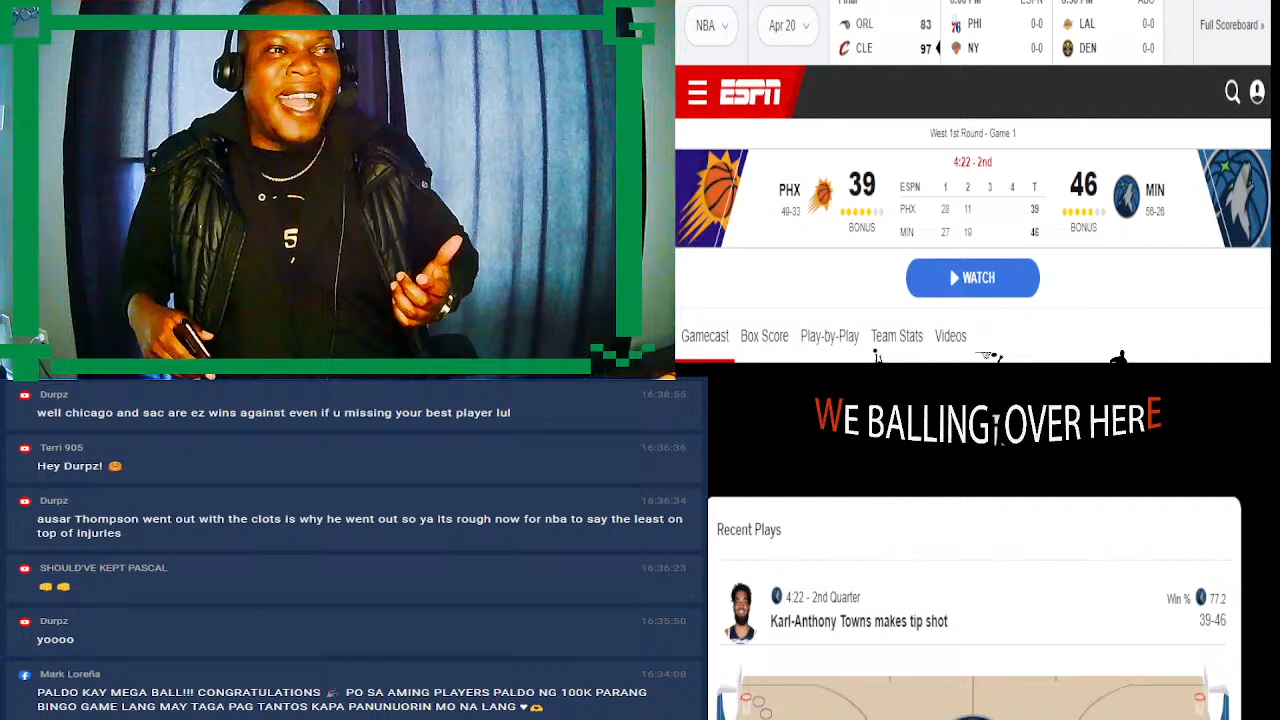 NBA
Apr 20
ORL 83
CLE 97
PHI 0-0
NY 0-0
LAL 0-0
DEN 0-0
Full Scoreboard »
ESPN
West 1st Round - Game 1
4:22 - 2nd
PHX
49-33
39
BONUS
ESPN 1 2 3 4 T
PHX 28 11 39
MIN 27 19 46
46
BONUS
MIN
56-26
WATCH
Gamecast Box Score Play-by-Play Team Stats Videos
5
Durpz 16:38:55
well chicago and sac are ez wins against even if u missing your best player lul
Terri 905 16:36:36
Hey Durpz! 🤗
Durpz 16:36:34
ausar Thompson went out with the clots is why he went out so ya its rough now for nba to say the least on
top of injuries
SHOULD'VE KEPT PASCAL 16:36:23
👊 👊
Durpz 16:35:50
yoooo
Mark Loreña 16:34:08
PALDO KAY MEGA BALL!!! CONGRATULATIONS 🎉 PO SA AMING PLAYERS PALDO NG 100K PARANG
BINGO GAME LANG MAY TAGA PAG TANTOS KAPA PANUNUORIN MO NA LANG ♥🫶
WE BALLING OVER HERE
Recent Plays
4:22 - 2nd Quarter
Karl-Anthony Towns makes tip shot
Win % 77.2
39-46